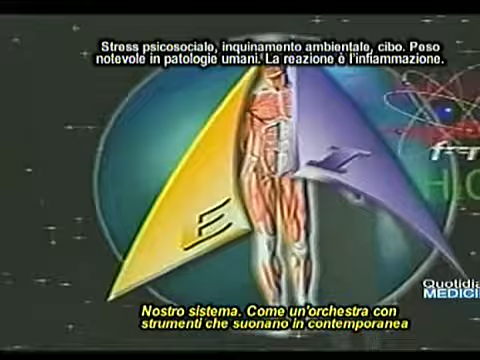 Stress psicosociale, inquinamento ambientale, cibo. Peso
notevole in patologie umani. La reazione è l'infiammazione.
E
I
H
Quotidia
MEDICI
Nostro sistema. Come un'orchestra con
strumenti che suonano in contemporanea